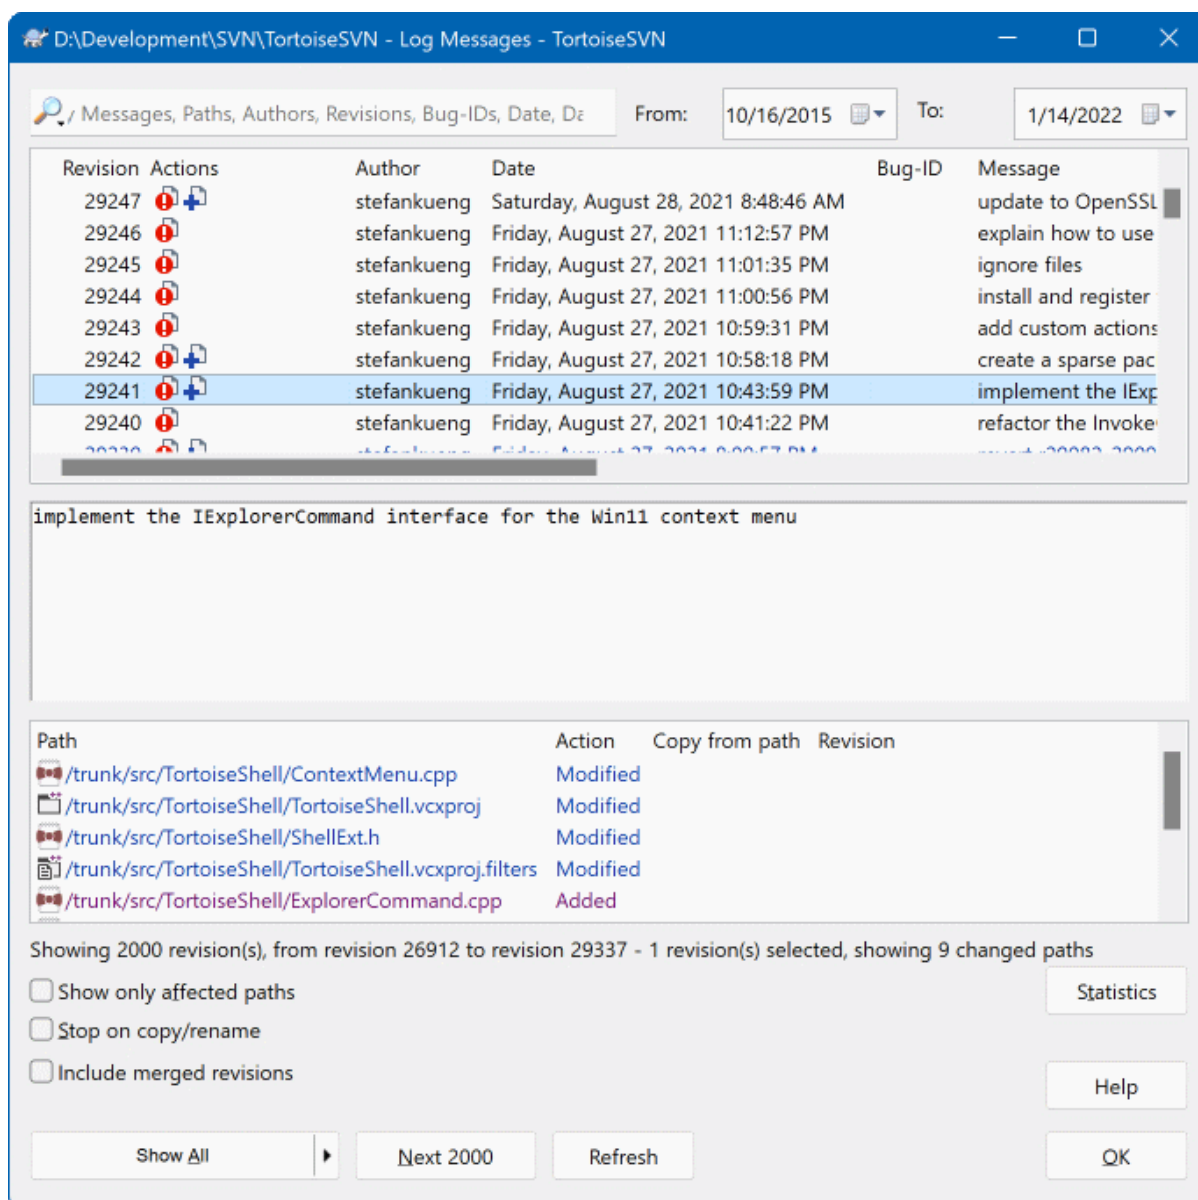 D:\Development\SVN\TortoiseSVN - Log Messages - TortoiseSVN
Messages, Paths, Authors, Revisions, Bug-IDs, Date, Da From: 10/16/2015 To: 1/14/2022
Revision Actions Author Date Bug-ID Message
29247 stefankueng Saturday, August 28, 2021 8:48:46 AM update to OpenSSL
29246 stefankueng Friday, August 27, 2021 11:12:57 PM explain how to use
29245 stefankueng Friday, August 27, 2021 11:01:35 PM ignore files
29244 stefankueng Friday, August 27, 2021 11:00:56 PM install and register
29243 stefankueng Friday, August 27, 2021 10:59:31 PM add custom actions
29242 stefankueng Friday, August 27, 2021 10:58:18 PM create a sparse pac
29241 stefankueng Friday, August 27, 2021 10:43:59 PM implement the IExp
29240 stefankueng Friday, August 27, 2021 10:41:22 PM refactor the Invoke
implement the IExplorerCommand interface for the Win11 context menu
Path Action Copy from path Revision
/trunk/src/TortoiseShell/ContextMenu.cpp Modified
/trunk/src/TortoiseShell/TortoiseShell.vcxproj Modified
/trunk/src/TortoiseShell/ShellExt.h Modified
/trunk/src/TortoiseShell/TortoiseShell.vcxproj.filters Modified
/trunk/src/TortoiseShell/ExplorerCommand.cpp Added
Showing 2000 revision(s), from revision 26912 to revision 29337 - 1 revision(s) selected, showing 9 changed paths
Show only affected paths
Statistics
Stop on copy/rename
Include merged revisions
Help
Show All Next 2000 Refresh OK